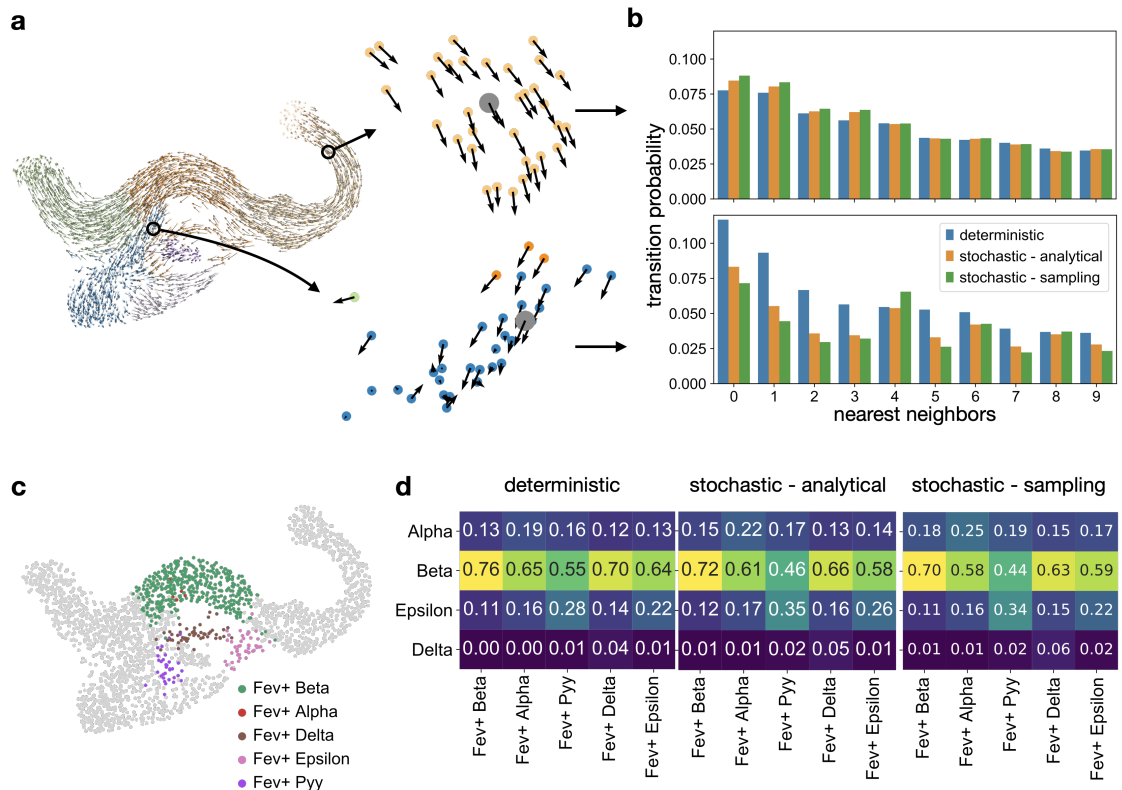 a
b
transition probability
0.100
0.075
0.050
0.025
0.000
0.100
0.075
0.050
0.025
0.000
deterministic
stochastic - analytical
stochastic - sampling
0 1 2 3 4 5 6 7 8 9
nearest neighbors
c
Fev+ Beta
Fev+ Alpha
Fev+ Delta
Fev+ Epsilon
Fev+ Pyy
d
deterministic stochastic - analytical stochastic - sampling
Alpha 0.13 0.19 0.16 0.12 0.13 0.15 0.22 0.17 0.13 0.14 0.18 0.25 0.19 0.15 0.17
Beta 0.76 0.65 0.55 0.70 0.64 0.72 0.61 0.46 0.66 0.58 0.70 0.58 0.44 0.63 0.59
Epsilon 0.11 0.16 0.28 0.14 0.22 0.12 0.17 0.35 0.16 0.26 0.11 0.16 0.34 0.15 0.22
Delta 0.00 0.00 0.01 0.04 0.01 0.01 0.01 0.02 0.05 0.01 0.01 0.01 0.02 0.06 0.02
Fev+ Beta
Fev+ Alpha
Fev+ Pyy
Fev+ Delta
Fev+ Epsilon
Fev+ Beta
Fev+ Alpha
Fev+ Pyy
Fev+ Delta
Fev+ Epsilon
Fev+ Beta
Fev+ Alpha
Fev+ Pyy
Fev+ Delta
Fev+ Epsilon